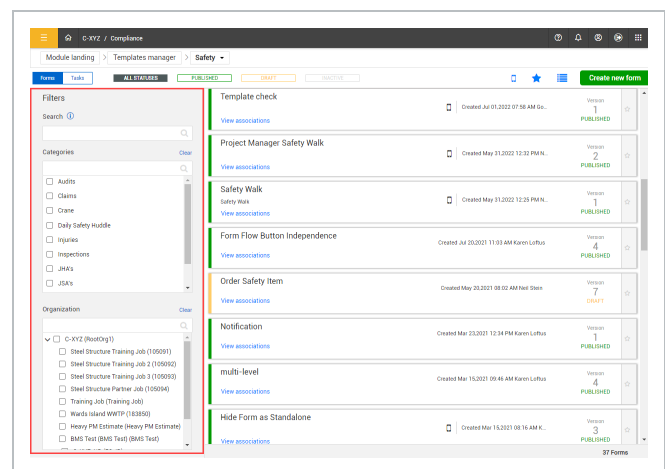 C-XYZ / Compliance
Module landing > Templates manager > Safety
Forms Tasks ALL STATUSES PUBLISHED DRAFT INACTIVE Create new form
Filters
Search
Categories Clear
Audits
Claims
Crane
Daily Safety Huddle
Injuries
Inspections
JHA's
JSA's
Organization Clear
C-XYZ (RootOrg1)
Steel Structure Training Job (105091)
Steel Structure Training Job 2 (105092)
Steel Structure Training Job 3 (105093)
Steel Structure Partner Job (105094)
Training Job (Training Job)
Wards Island WWTP (183850)
Heavy PM Estimate (Heavy PM Estimate)
BMS Test (BMS Test) (BMS Test)
Template check
Created Jul 01,2022 07:58 AM Go...
Version
1
PUBLISHED
View associations
Project Manager Safety Walk
Created May 31,2022 12:32 PM N...
Version
2
PUBLISHED
View associations
Safety Walk
Safety Walk
Created May 31,2022 12:25 PM N...
Version
1
PUBLISHED
View associations
Form Flow Button Independence
Created Jul 20,2021 11:03 AM Karen Loftus
Version
4
PUBLISHED
View associations
Order Safety Item
Created May 20,2021 08:02 AM Neil Stein
Version
7
DRAFT
View associations
Notification
Created Mar 23,2021 12:34 PM Karen Loftus
Version
1
PUBLISHED
View associations
multi-level
Created Mar 15,2021 09:46 AM Karen Loftus
Version
4
PUBLISHED
View associations
Hide Form as Standalone
Created Mar 15,2021 08:16 AM K...
Version
3
PUBLISHED
View associations
37 Forms